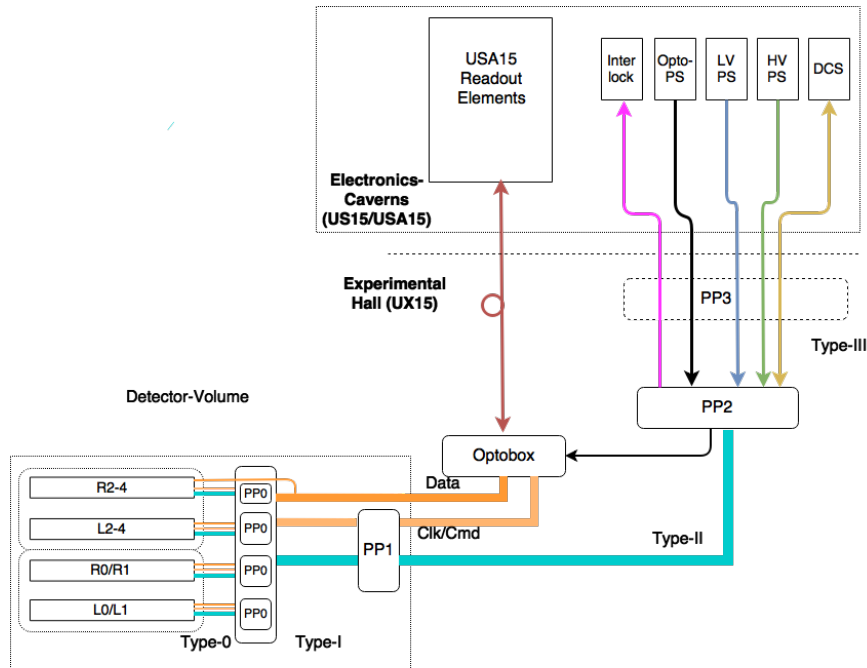 USA15
Readout
Elements
Inter
lock
Opto-
PS
LV
PS
HV
PS
DCS
Electronics-
Caverns
(US15/USA15)
Experimental
Hall (UX15)
PP3
Type-III
Detector-Volume
PP2
Optobox
R2-4
PP0
Data
L2-4
PP0
Clk/Cmd
Type-II
PP1
R0/R1
PP0
L0/L1
PP0
Type-0
Type-I